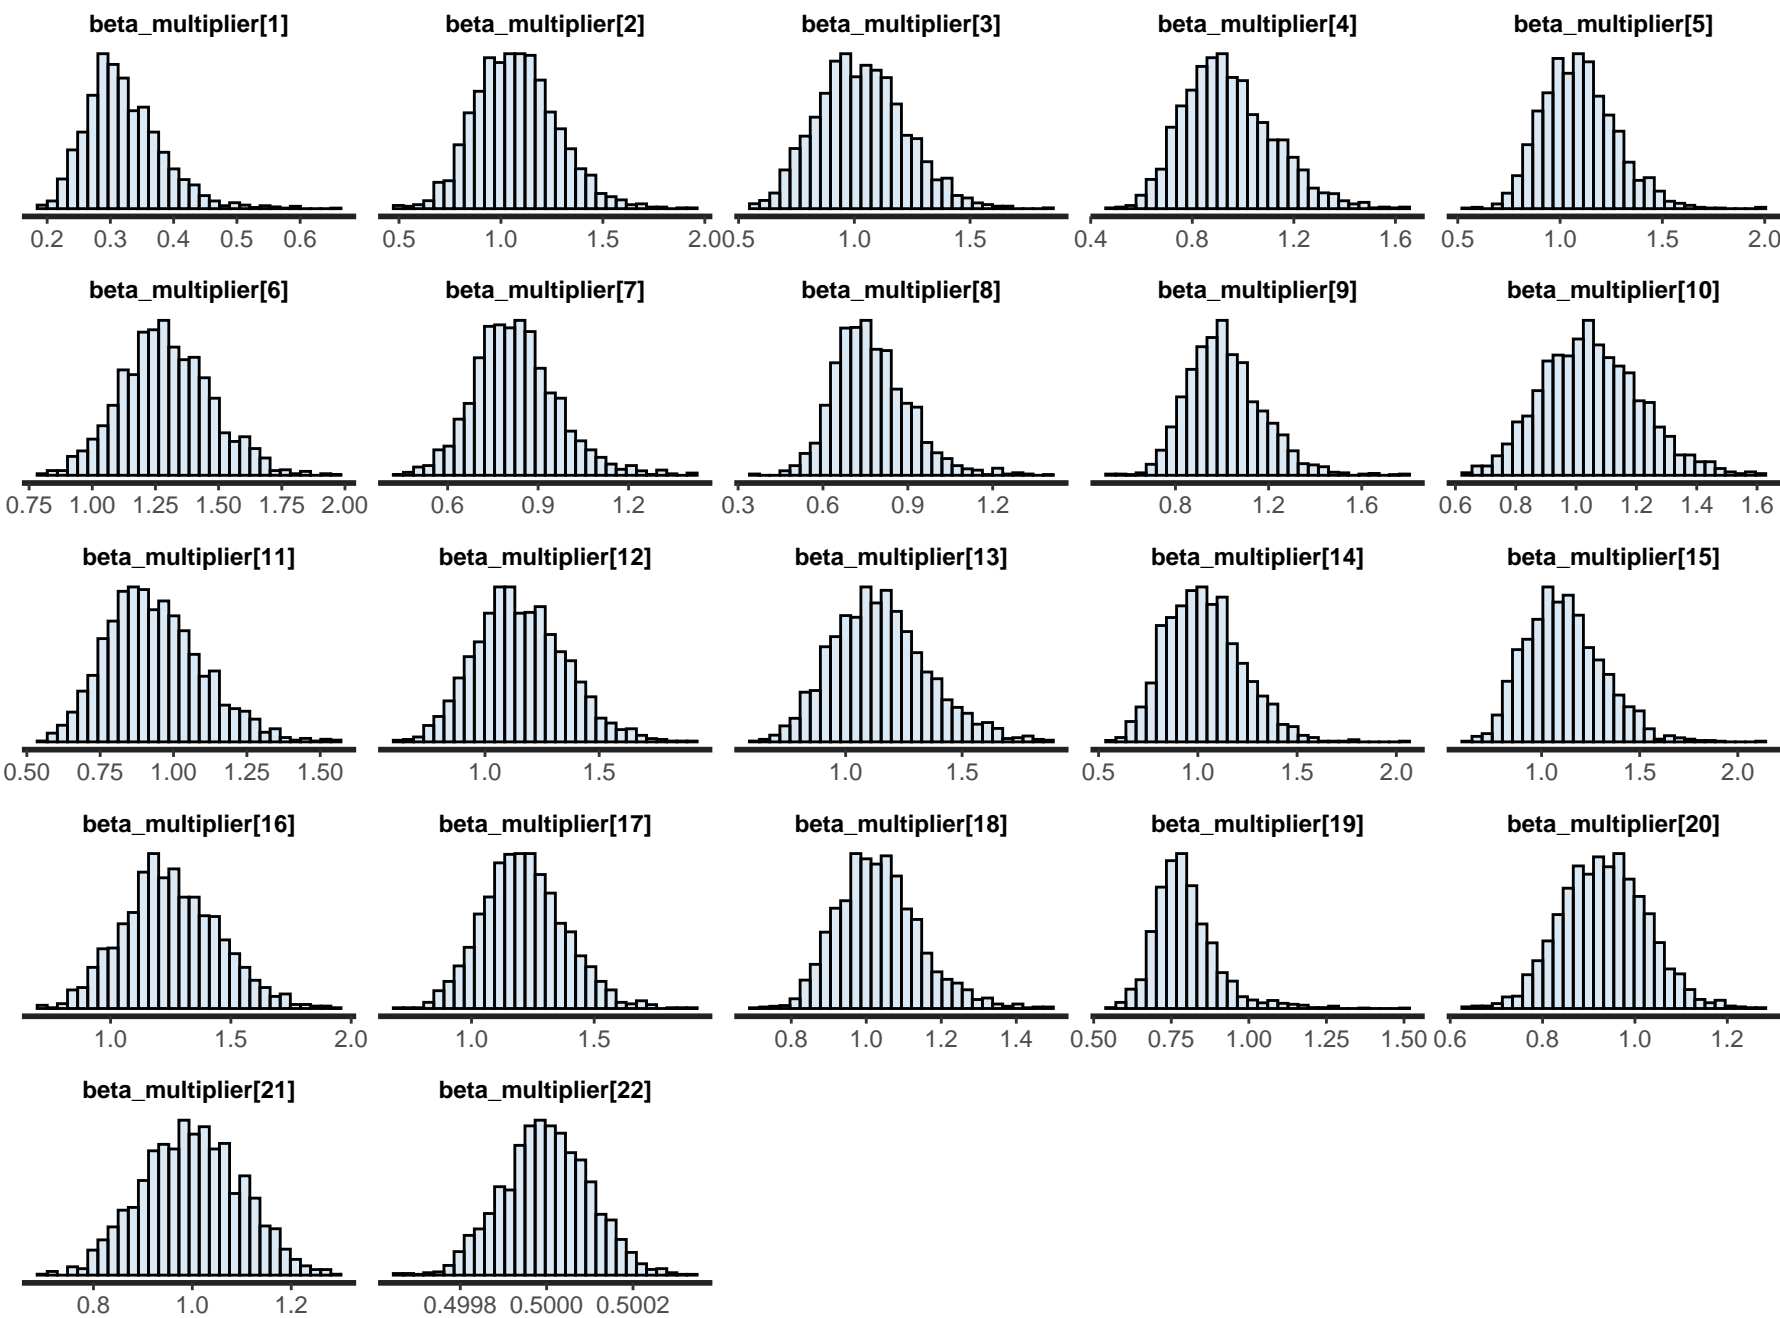 beta_multiplier[1] beta_multiplier[2] beta_multiplier[3] beta_multiplier[4] beta_multiplier[5]
0.2 0.3 0.4 0.5 0.6 0.5 1.0 1.5 2.0 0.5 1.0 1.5 0.4 0.8 1.2 1.6 0.5 1.0 1.5 2.0
beta_multiplier[6] beta_multiplier[7] beta_multiplier[8] beta_multiplier[9] beta_multiplier[10]
0.75 1.00 1.25 1.50 1.75 2.00 0.6 0.9 1.2 0.3 0.6 0.9 1.2 0.8 1.2 1.6 0.6 0.8 1.0 1.2 1.4 1.6
beta_multiplier[11] beta_multiplier[12] beta_multiplier[13] beta_multiplier[14] beta_multiplier[15]
0.50 0.75 1.00 1.25 1.50 1.0 1.5 1.0 1.5 0.5 1.0 1.5 2.0 1.0 1.5 2.0
beta_multiplier[16] beta_multiplier[17] beta_multiplier[18] beta_multiplier[19] beta_multiplier[20]
1.0 1.5 2.0 1.0 1.5 0.8 1.0 1.2 1.4 0.50 0.75 1.00 1.25 1.50 0.6 0.8 1.0 1.2
beta_multiplier[21] beta_multiplier[22]
0.8 1.0 1.2 0.4998 0.5000 0.5002